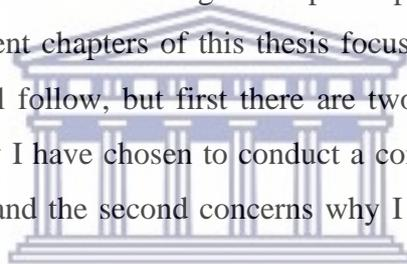 ent chapters of this thesis focus
l follow, but first there are two
I have chosen to conduct a co
and the second concerns why I